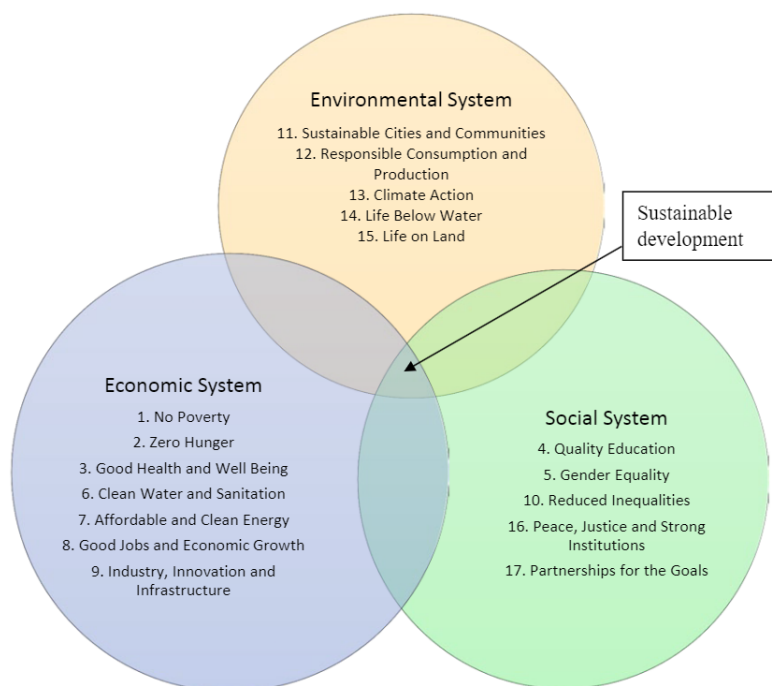 Environmental System
11. Sustainable Cities and Communities
12. Responsible Consumption and
Production
13. Climate Action
14. Life Below Water
15. Life on Land
Sustainable
development
Economic System
1. No Poverty
2. Zero Hunger
3. Good Health and Well Being
6. Clean Water and Sanitation
7. Affordable and Clean Energy
8. Good Jobs and Economic Growth
9. Industry, Innovation and
Infrastructure
Social System
4. Quality Education
5. Gender Equality
10. Reduced Inequalities
16. Peace, Justice and Strong
Institutions
17. Partnerships for the Goals